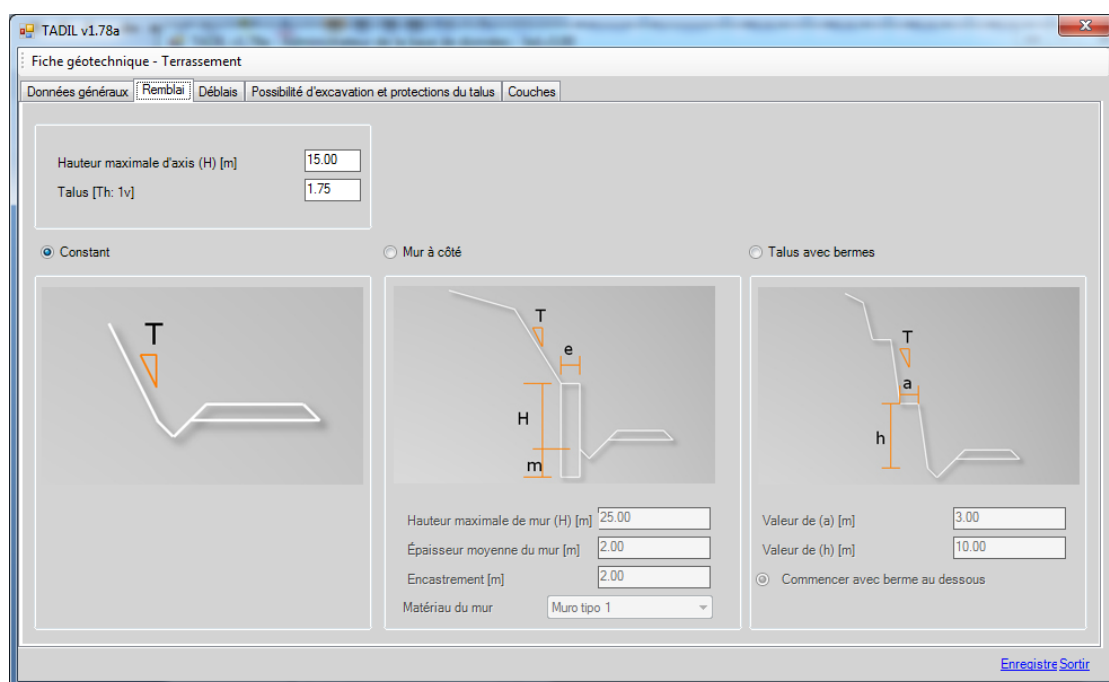 TADIL v1.78a
Fiche géotechnique - Terrassement
Données généraux Remblai Déblais Possibilité d'excavation et protections du talus Couches
Hauteur maximale d'axis (H) [m] 15.00
Talus [Th: 1v] 1.75
Constant Mur à côté Talus avec bermes
T
T
e
H
m
T
a
h
Hauteur maximale de mur (H) [m] 25.00
Épaisseur moyenne du mur [m] 2.00
Encastrement [m] 2.00
Matériau du mur Muro tipo 1
Valeur de (a) [m] 3.00
Valeur de (h) [m] 10.00
Commencer avec berme au dessous
Enregistre Sortir